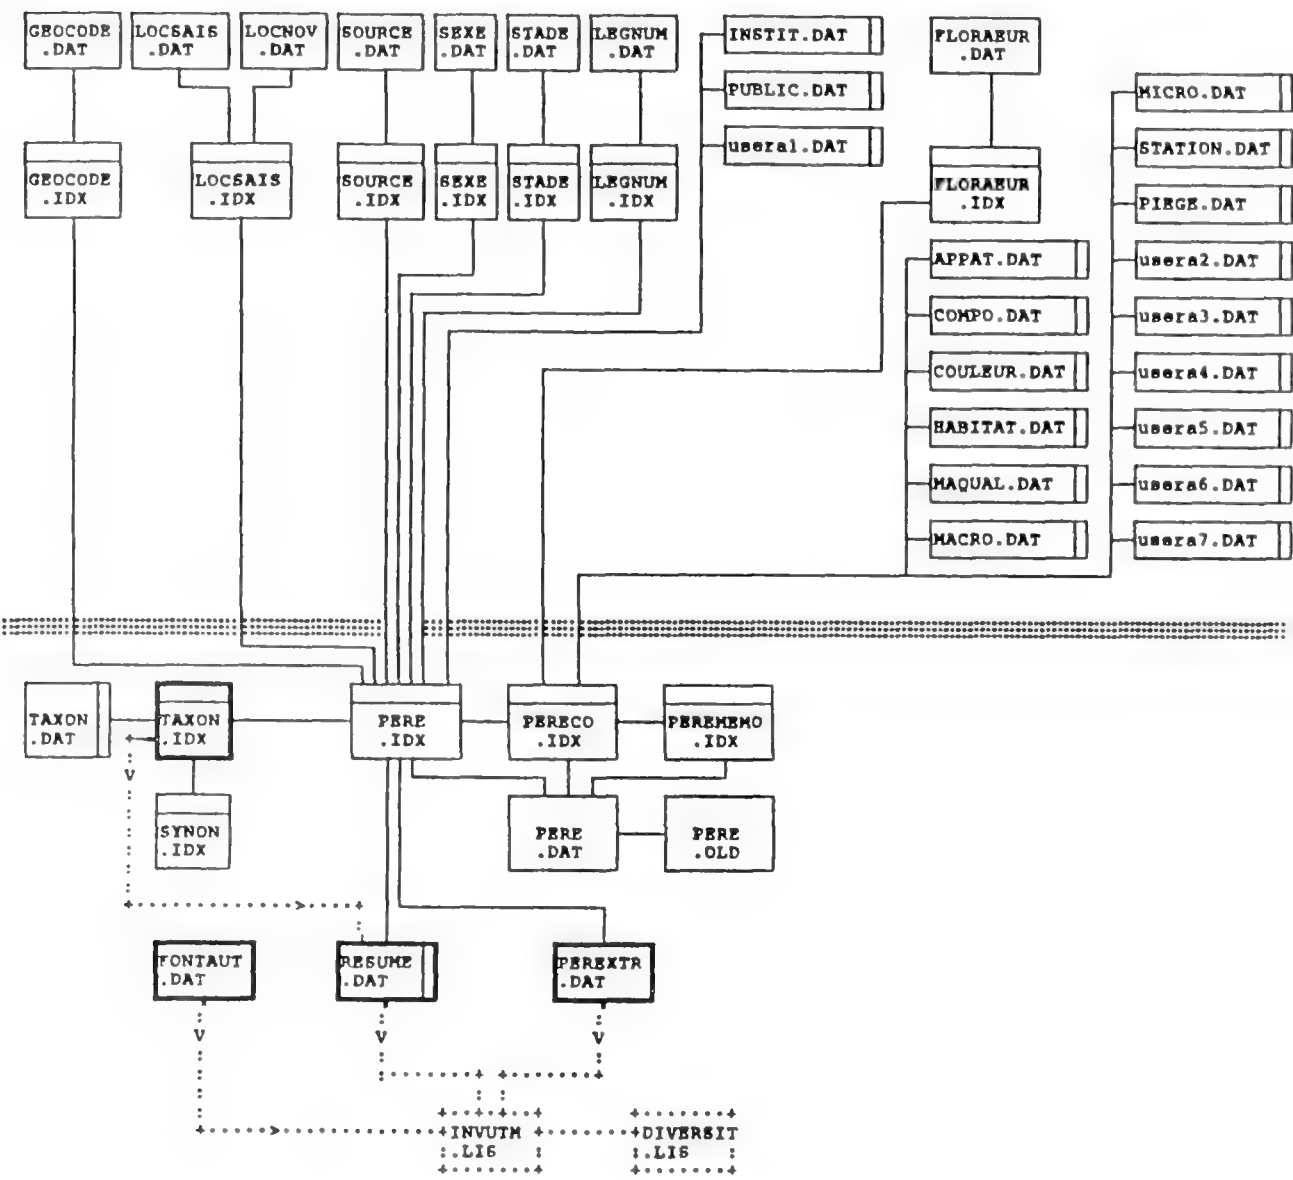 GEOCODE
.DAT
LOCSAIS
.DAT
LOCNOV
.DAT
SOURCE
.DAT
SEXE
.DAT
STADE
.DAT
LEGNUM
.DAT
INSTIT.DAT
PUBLIC.DAT
usera1.DAT
FLORAEUR
.DAT
MICRO.DAT
STATION.DAT
PIEGE.DAT
usera2.DAT
usera3.DAT
usera4.DAT
usera5.DAT
usera6.DAT
usera7.DAT
GEOCODE
.IDX
LOCSAIS
.IDX
SOURCE
.IDX
SEXE
.IDX
STADE
.IDX
LEGNUM
.IDX
FLORAEUR
.IDX
APPAT.DAT
COMPO.DAT
COULEUR.DAT
HABITAT.DAT
MAQUAL.DAT
MACRO.DAT
TAXON
.DAT
TAXON
.IDX
PERE
.IDX
PERECO
.IDX
PEREMEMO
.IDX
V
SYNON
.IDX
PERE
.DAT
PERE
.OLD
FONTAUT
.DAT
RESUME
.DAT
PEREXTR
.DAT
V
V
V
INVUTM
.LIS
DIVERSIT
.LIS